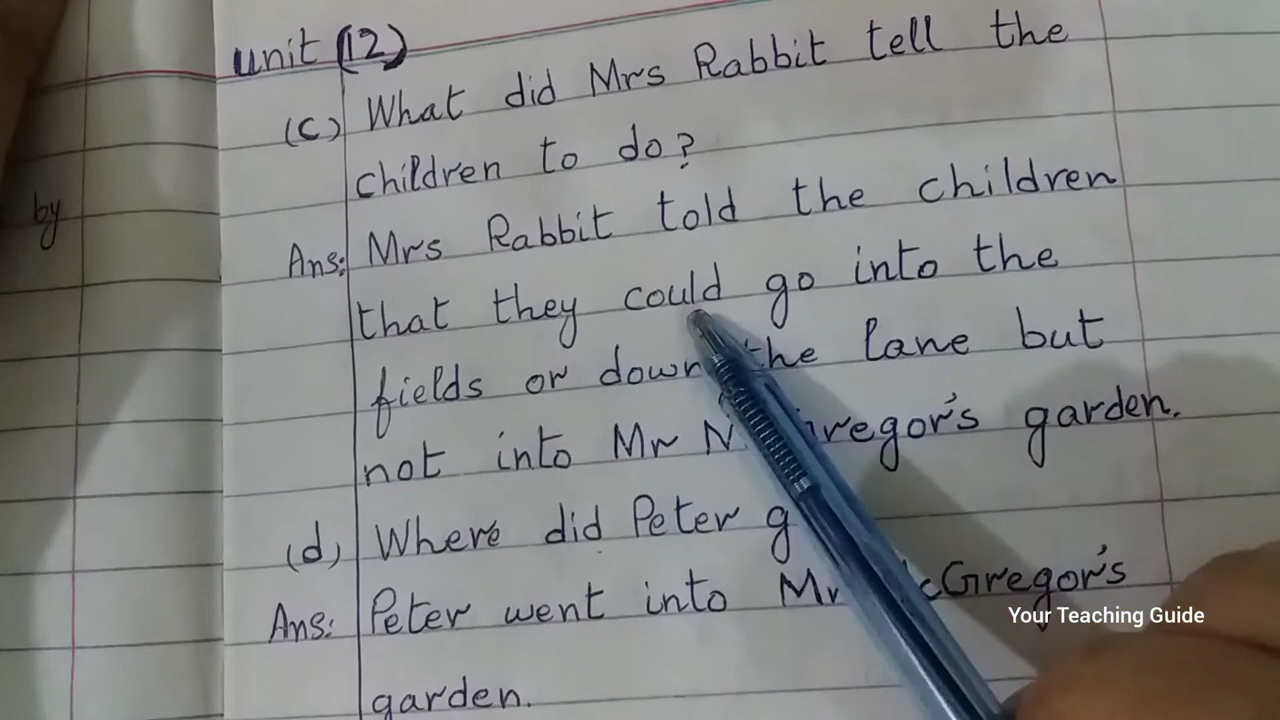 unit (12)
(c) What did Mrs Rabbit tell the
children to do?
Ans: Mrs Rabbit told the children
that they could go into the
fields or down the lane but
not into Mr garden.
(d) Where did Peter
Ans: Peter went into Mr McGregor's
garden.
by
Your Teaching Guide